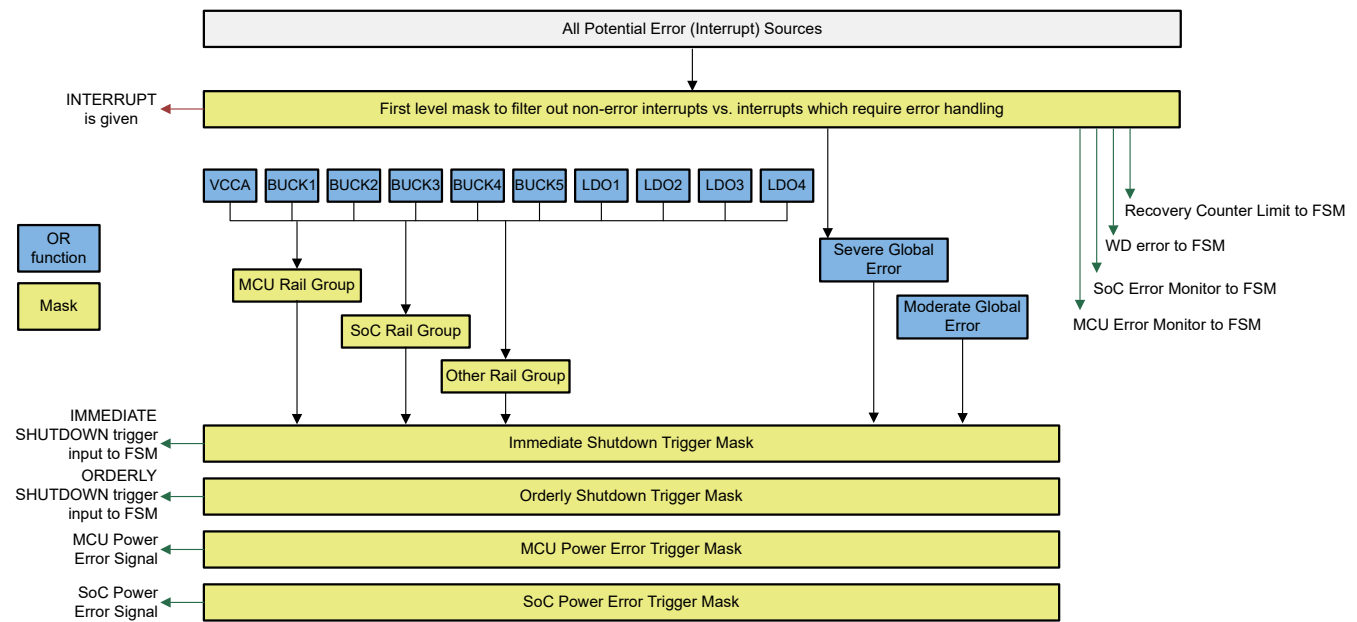 All Potential Error (Interrupt) Sources
INTERRUPT
is given
First level mask to filter out non-error interrupts vs. interrupts which require error handling
VCCA
BUCK1
BUCK2
BUCK3
BUCK4
BUCK5
LDO1
LDO2
LDO3
LDO4
Recovery Counter Limit to FSM
WD error to FSM
SoC Error Monitor to FSM
MCU Error Monitor to FSM
OR
function
Mask
Severe Global
Error
Moderate Global
Error
MCU Rail Group
SoC Rail Group
Other Rail Group
IMMEDIATE
SHUTDOWN trigger
input to FSM
Immediate Shutdown Trigger Mask
ORDERLY
SHUTDOWN trigger
input to FSM
Orderly Shutdown Trigger Mask
MCU Power
Error Signal
MCU Power Error Trigger Mask
SoC Power
Error Signal
SoC Power Error Trigger Mask